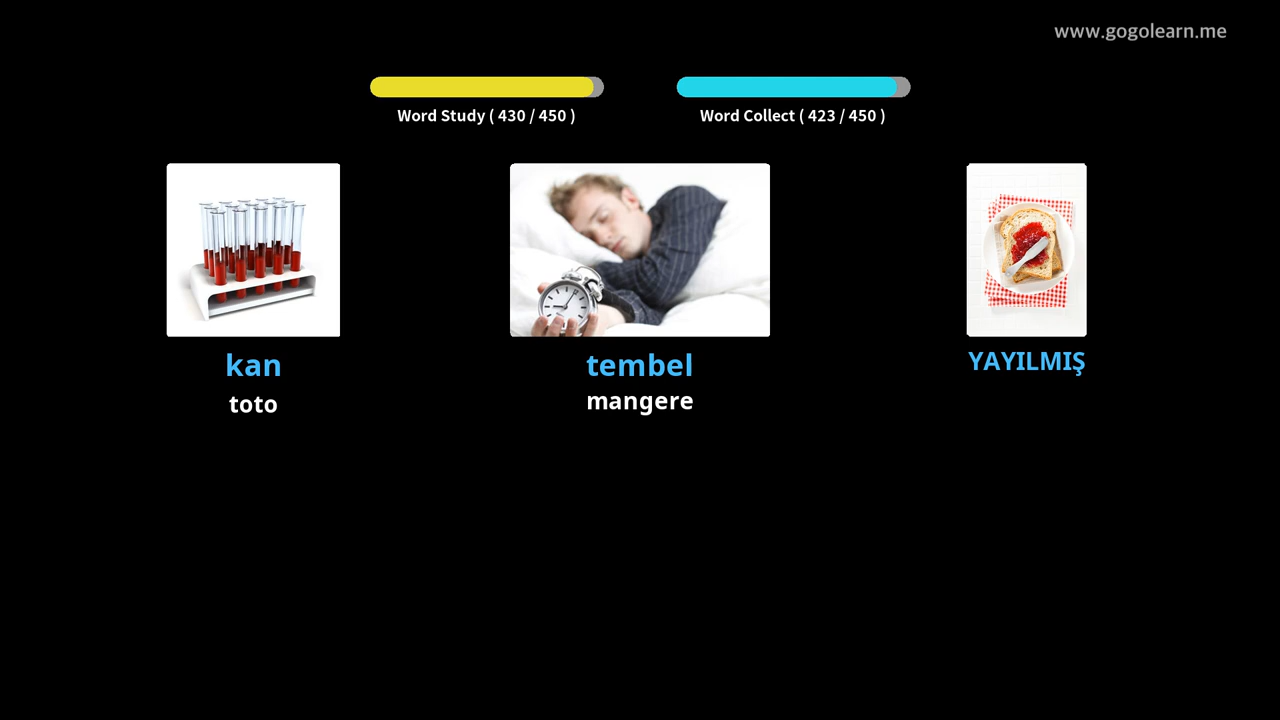 www.gogolearn.me
Word Study ( 430 / 450 )
Word Collect ( 423 / 450 )
kan
toto
tembel
mangere
YAYILMIŞ